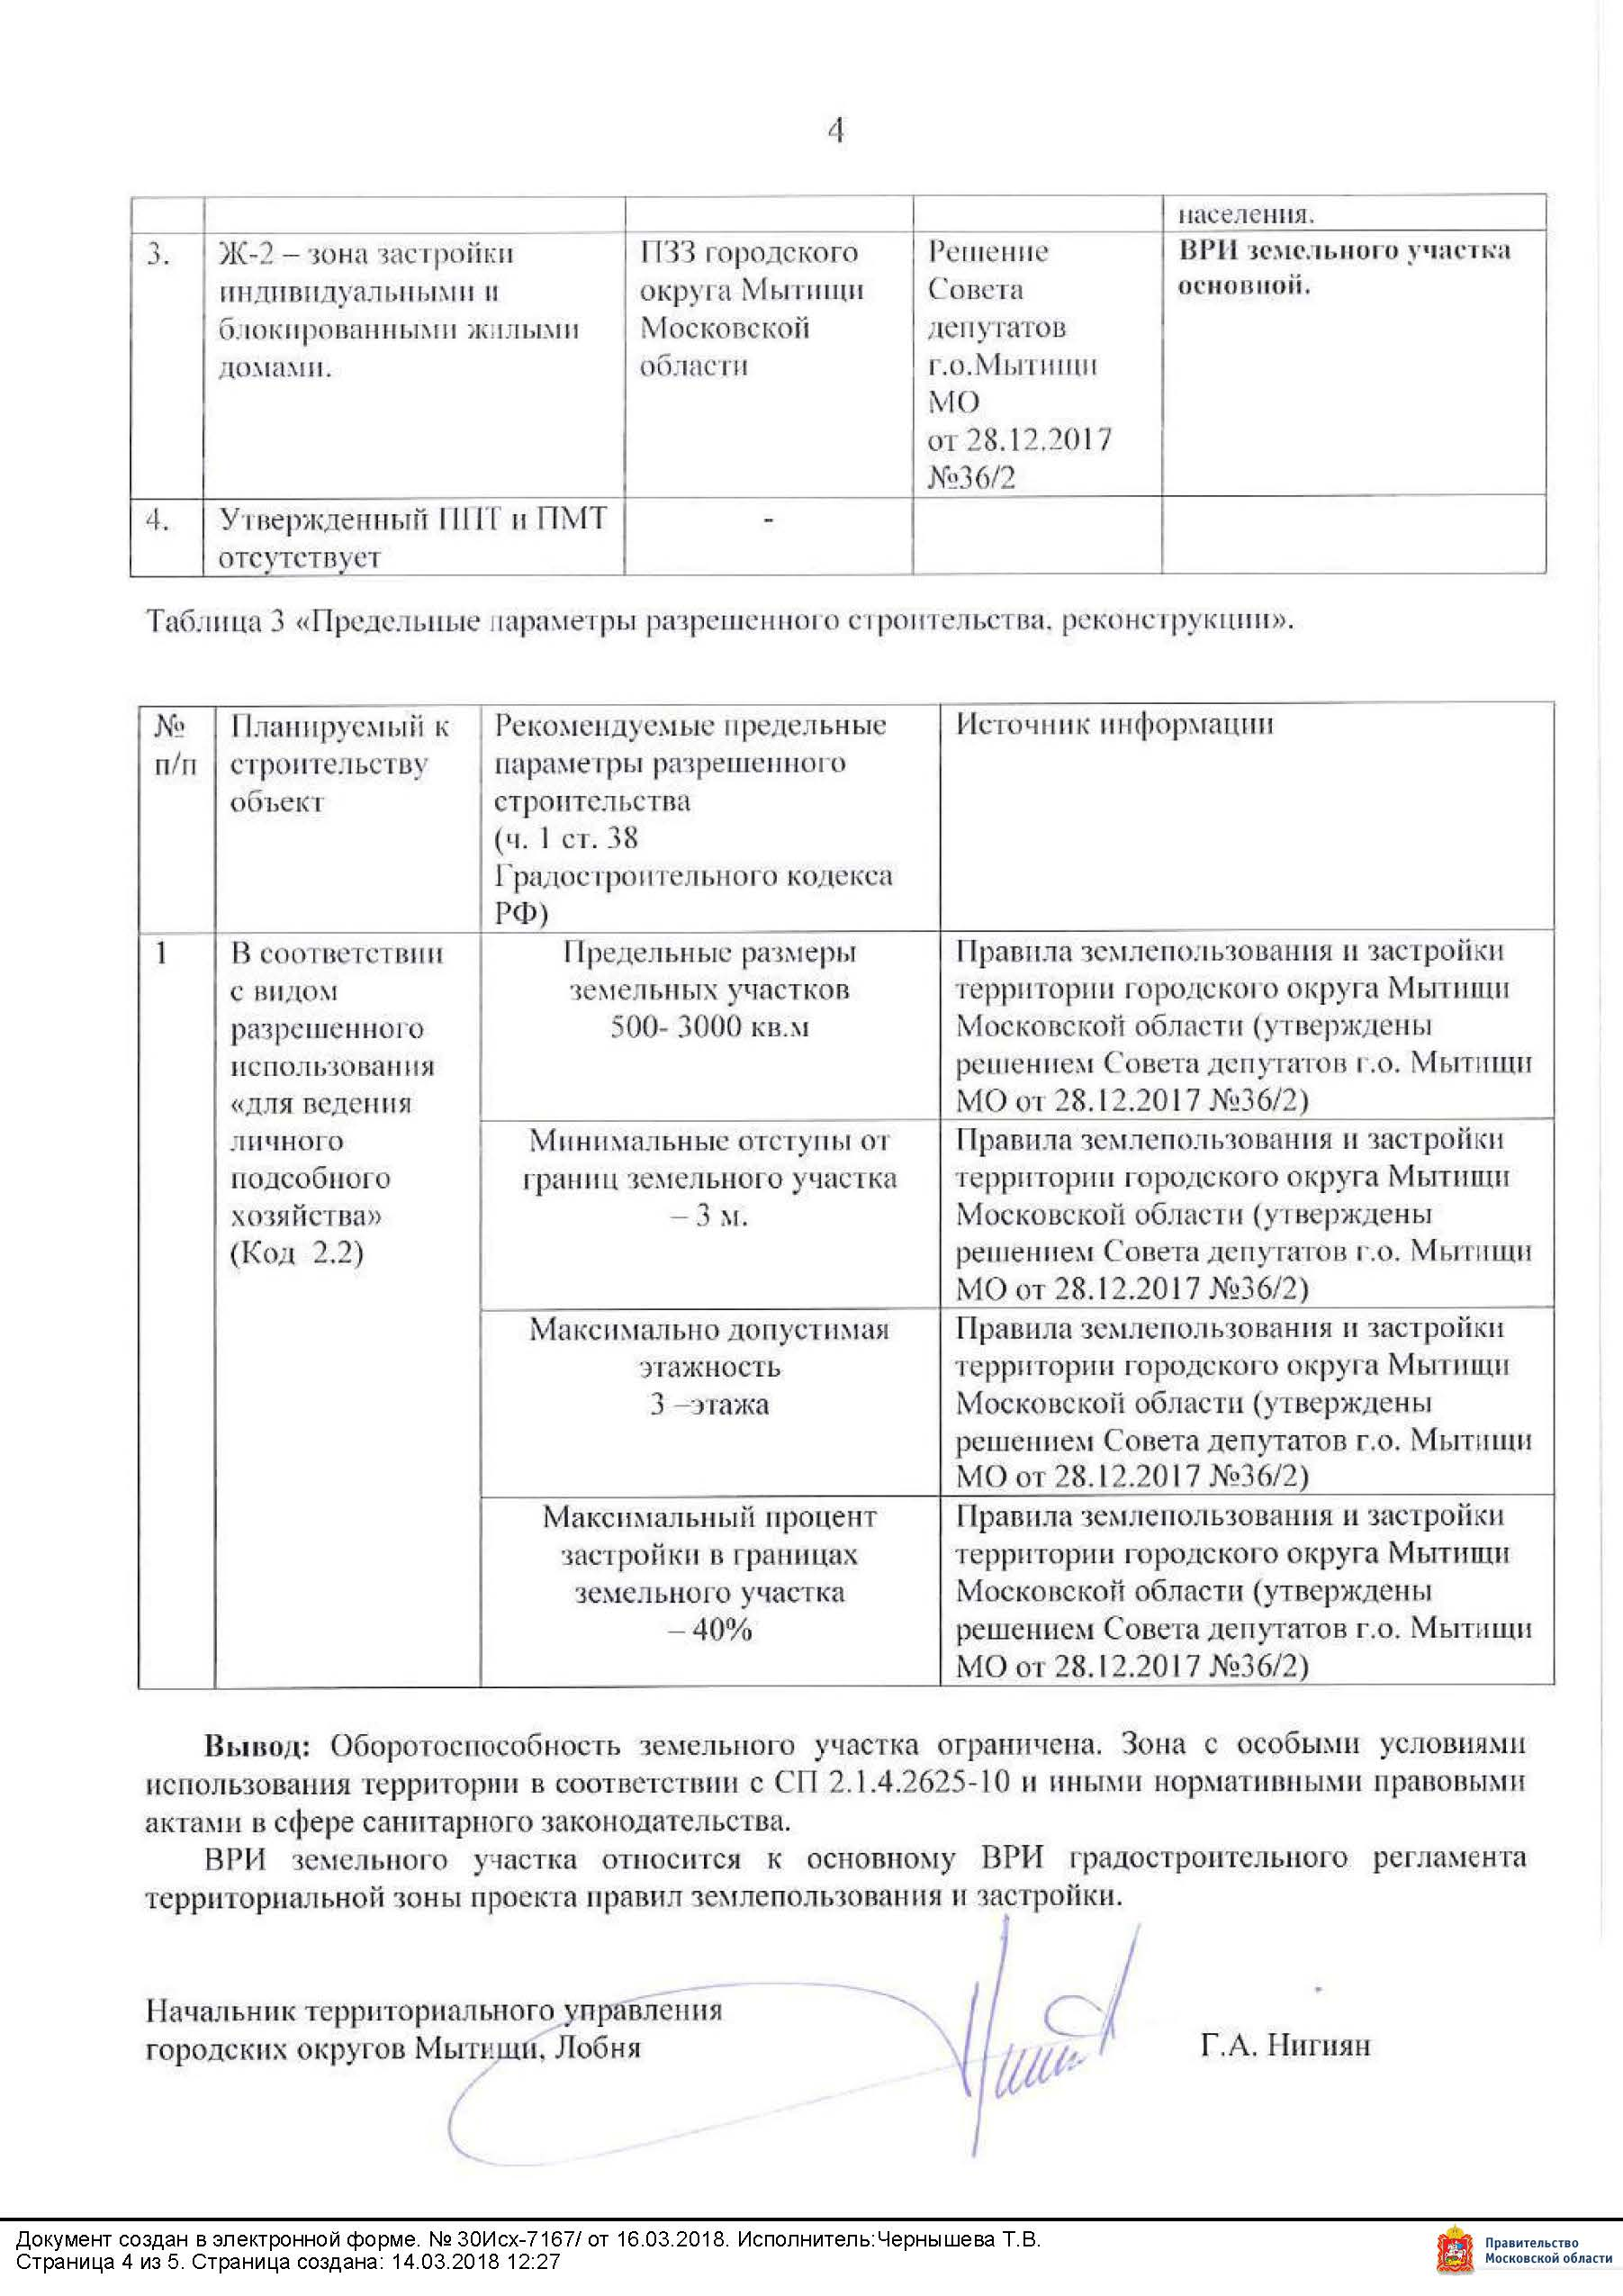 4
населения.
3.
Ж-2 – зона застройки
индивидуальными и
блокированными жилыми
домами.
ПЗЗ городского
округа Мытищи
Московской
области
Решение
Совета
депутатов
г.о.Мытищи
МО
от 28.12.2017
№36/2
ВРИ земельного участка
основной.
4.
Утвержденный ППТ и ПМТ
отсутствует
-
Таблица 3 «Предельные параметры разрешенного строительства, реконструкции».
№
п/п
Планируемый к
строительству
объект
Рекомендуемые предельные
параметры разрешенного
строительства
(ч. 1 ст. 38
Градостроительного кодекса
РФ)
Источник информации
1
В соответствии
с видом
разрешенного
использования
«для ведения
личного
подсобного
хозяйства»
(Код 2.2)
Предельные размеры
земельных участков
500- 3000 кв.м
Правила землепользования и застройки
территории городского округа Мытищи
Московской области (утверждены
решением Совета депутатов г.о. Мытищи
МО от 28.12.2017 №36/2)
Минимальные отступы от
границ земельного участка
– 3 м.
Правила землепользования и застройки
территории городского округа Мытищи
Московской области (утверждены
решением Совета депутатов г.о. Мытищи
МО от 28.12.2017 №36/2)
Максимально допустимая
этажность
3 –этажа
Правила землепользования и застройки
территории городского округа Мытищи
Московской области (утверждены
решением Совета депутатов г.о. Мытищи
МО от 28.12.2017 №36/2)
Максимальный процент
застройки в границах
земельного участка
– 40%
Правила землепользования и застройки
территории городского округа Мытищи
Московской области (утверждены
решением Совета депутатов г.о. Мытищи
МО от 28.12.2017 №36/2)
Вывод: Оборотоспособность земельного участка ограничена. Зона с особыми условиями
использования территории в соответствии с СП 2.1.4.2625-10 и иными нормативными правовыми
актами в сфере санитарного законодательства.
ВРИ земельного участка относится к основному ВРИ градостроительного регламента
территориальной зоны проекта правил землепользования и застройки.
Начальник территориального управления
городских округов Мытищи, Лобня
Г.А. Нигиян
Документ создан в электронной форме. № 30Исх-7167/ от 16.03.2018. Исполнитель:Чернышева Т.В.
Страница 4 из 5. Страница создана: 14.03.2018 12:27
Правительство
Московской области